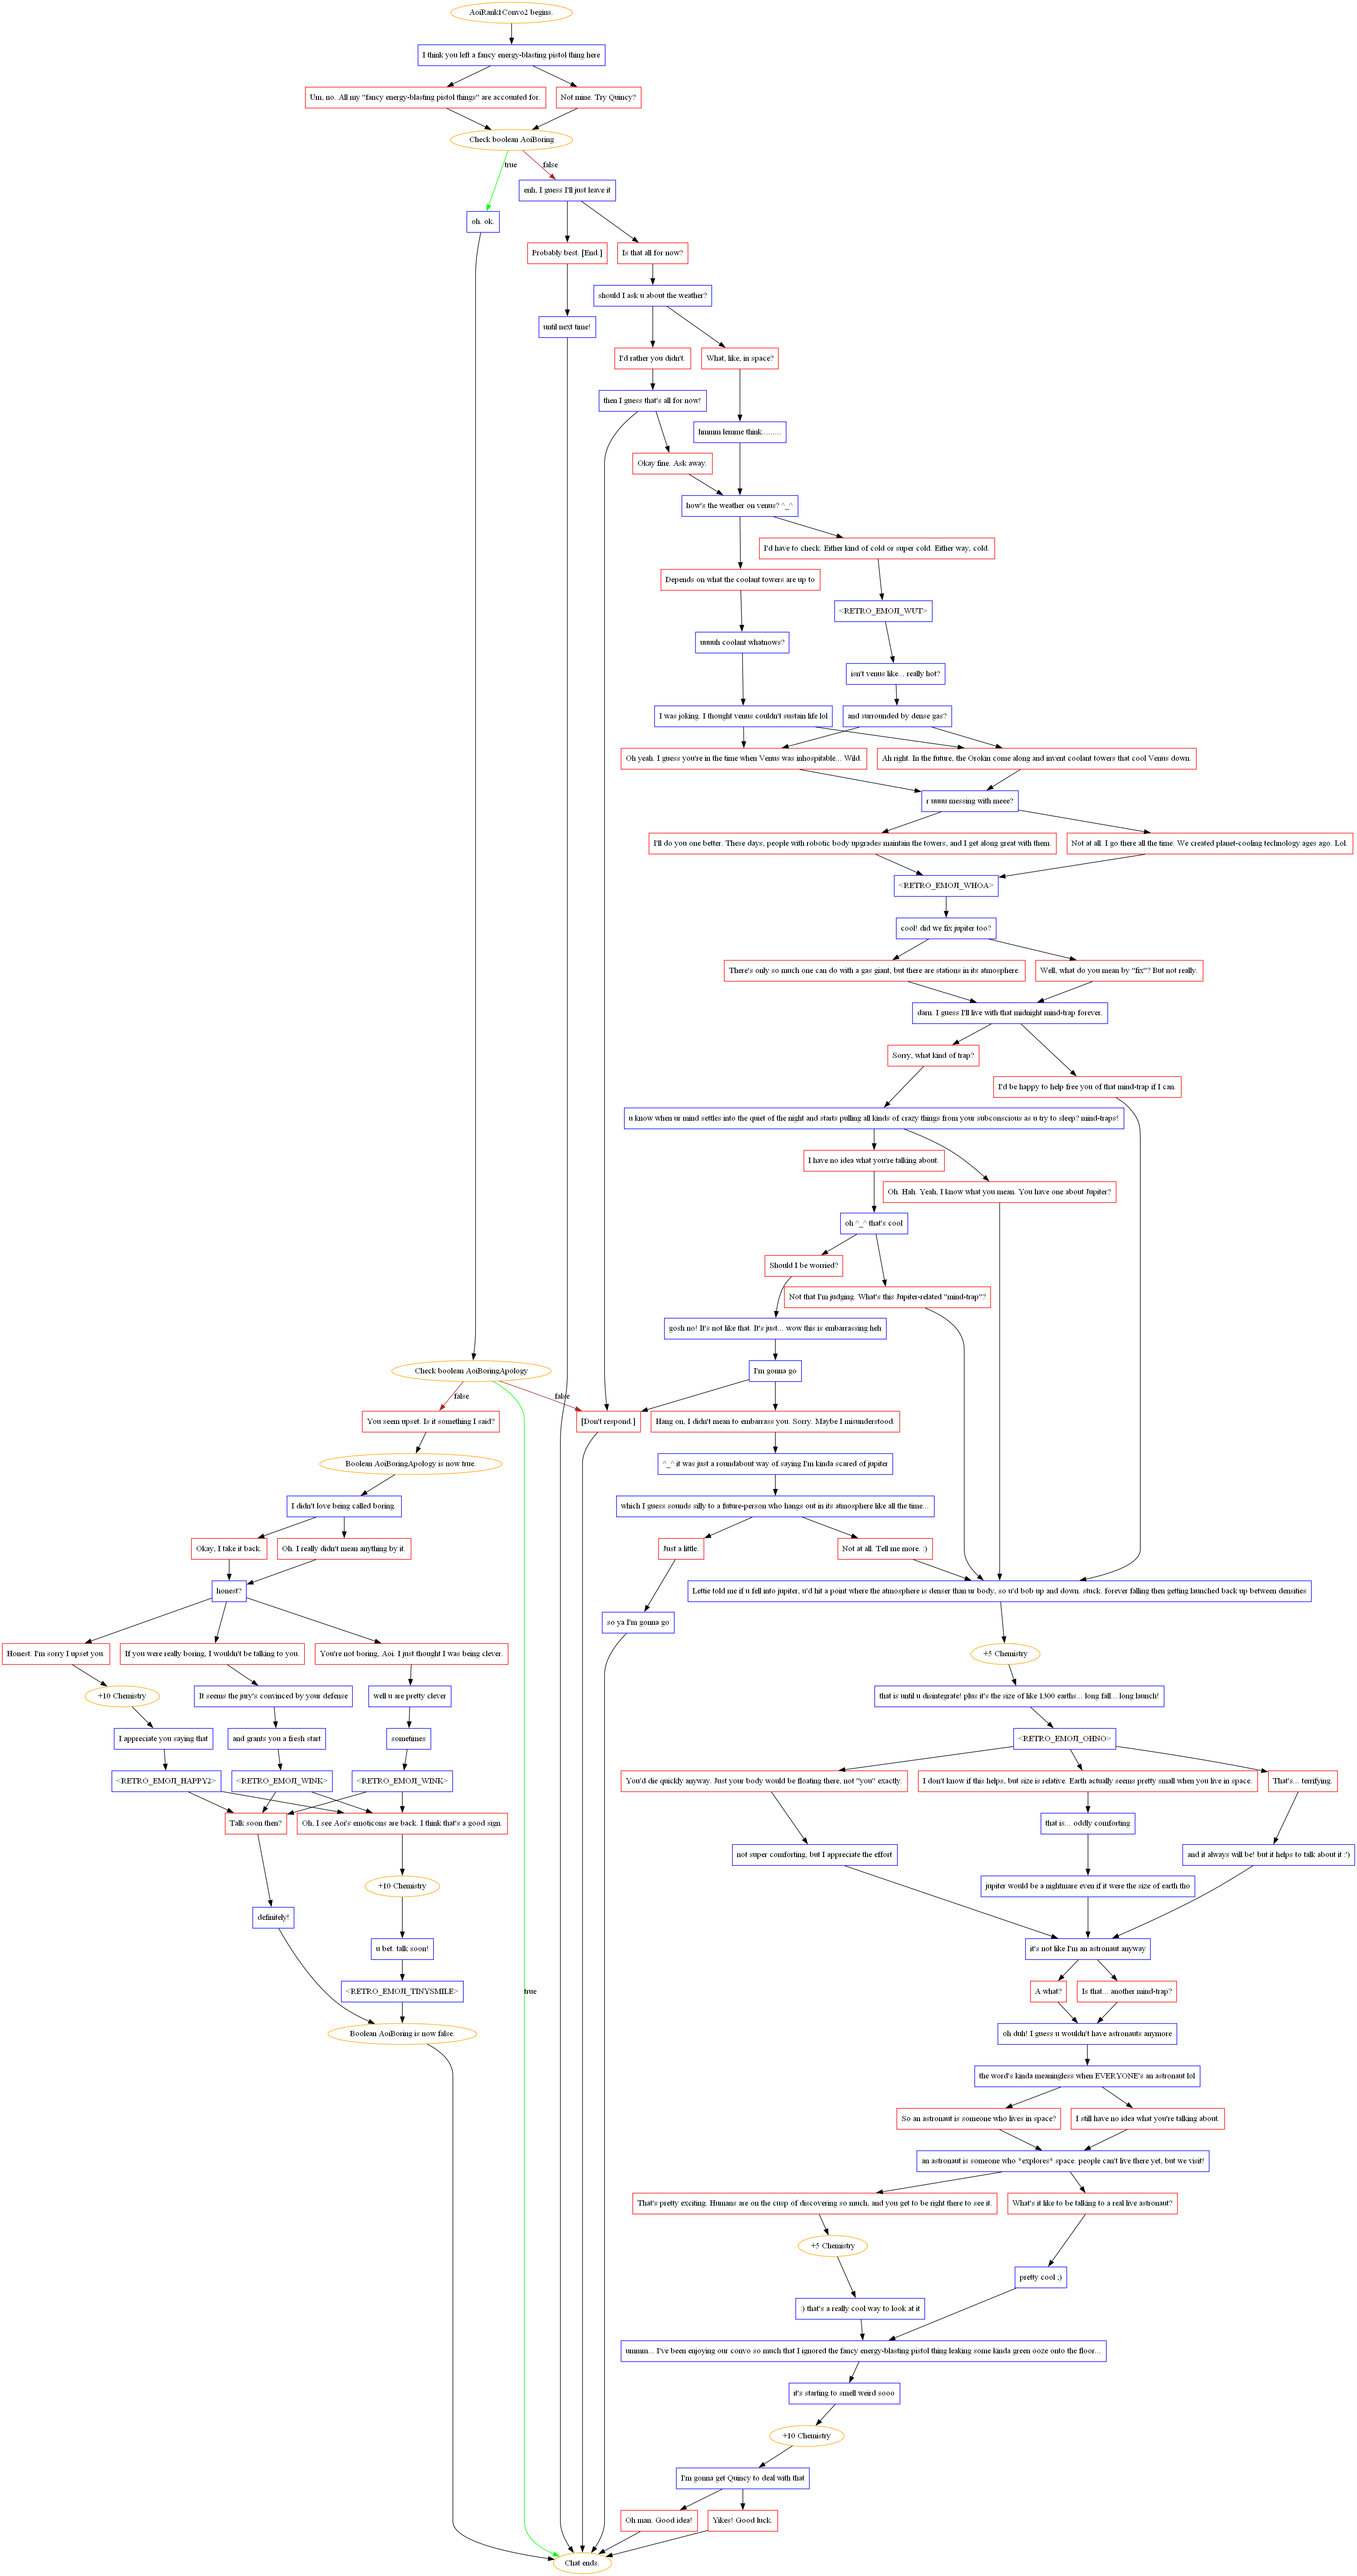 AoiRank1Convo2 begins.
I think you left a fancy energy-blasting pistol thing here
Um, no. All my "fancy energy-blasting pistol things" are accounted for.
Not mine. Try Quincy?
Check boolean AoiBoring
true
false
enh, I guess I'll just leave it
oh. ok.
Probably best. [End.]
Is that all for now?
should I ask u about the weather?
until next time!
I'd rather you didn't.
What, like, in space?
then I guess that's all for now!
hmmm lemme think.........
Okay fine. Ask away.
how's the weather on venus? ^_^
I'd have to check. Either kind of cold or super cold. Either way, cold.
Depends on what the coolant towers are up to
<RETRO_EMOJI_WUT>
uuuuh coolant whatnows?
isn't venus like... really hot?
I was joking. I thought venus couldn't sustain life lol
and surrounded by dense gas?
Oh yeah. I guess you're in the time when Venus was inhospitable... Wild.
Ah right. In the future, the Orokin come along and invent coolant towers that cool Venus down.
r uuuu messing with meee?
I'll do you one better. These days, people with robotic body upgrades maintain the towers, and I get along great with them.
Not at all. I go there all the time. We created planet-cooling technology ages ago. Lol.
<RETRO_EMOJI_WHOA>
cool! did we fix jupiter too?
There's only so much one can do with a gas giant, but there are stations in its atmosphere.
Well, what do you mean by "fix"? But not really.
darn. I guess I'll live with that midnight mind-trap forever.
Sorry, what kind of trap?
I'd be happy to help free you of that mind-trap if I can.
u know when ur mind settles into the quiet of the night and starts pulling all kinds of crazy things from your subconscious as u try to sleep? mind-traps!
I have no idea what you're talking about.
Oh. Hah. Yeah, I know what you mean. You have one about Jupiter?
oh ^_^ that's cool
Should I be worried?
Not that I'm judging. What's this Jupiter-related "mind-trap"?
gosh no! It's not like that. It's just... wow this is embarrassing heh
Check boolean AoiBoringApology
I'm gonna go
false
false
You seem upset. Is it something I said?
[Don't respond.]
Hang on, I didn't mean to embarrass you. Sorry. Maybe I misunderstood.
Boolean AoiBoringApology is now true.
^_^ it was just a roundabout way of saying I'm kinda scared of jupiter
I didn't love being called boring.
which I guess sounds silly to a future-person who hangs out in its atmosphere like all the time...
Okay, I take it back.
Oh. I really didn't mean anything by it.
Just a little.
Not at all. Tell me more. :)
honest?
Lettie told me if u fell into jupiter, u'd hit a point where the atmosphere is denser than ur body, so u'd bob up and down. stuck. forever falling then getting launched back up between densities
so ya I'm gonna go
Honest. I'm sorry I upset you.
If you were really boring, I wouldn't be talking to you.
You're not boring, Aoi. I just thought I was being clever.
+5 Chemistry
+10 Chemistry
It seems the jury's convinced by your defense
well u are pretty clever
that is until u disintegrate! plus it's the size of like 1300 earths... long fall... long launch!
I appreciate you saying that
and grants you a fresh start
sometimes
<RETRO_EMOJI_OHNO>
<RETRO_EMOJI_HAPPY2>
<RETRO_EMOJI_WINK>
<RETRO_EMOJI_WINK>
You'd die quickly anyway. Just your body would be floating there, not "you" exactly.
I don't know if this helps, but size is relative. Earth actually seems pretty small when you live in space.
That's... terrifying.
Talk soon then?
Oh, I see Aoi's emoticons are back. I think that's a good sign.
that is... oddly comforting
not super comforting, but I appreciate the effort
and it always will be! but it helps to talk about it :')
+10 Chemistry
jupiter would be a nightmare even if it were the size of earth tho
definitely!
u bet. talk soon!
it's not like I'm an astronaut anyway
<RETRO_EMOJI_TINYSMILE>
true
A what?
Is that... another mind-trap?
Boolean AoiBoring is now false.
oh duh! I guess u wouldn't have astronauts anymore
the word's kinda meaningless when EVERYONE's an astronaut lol
So an astronaut is someone who lives in space?
I still have no idea what you're talking about.
an astronaut is someone who *explores* space. people can't live there yet, but we visit!
That's pretty exciting. Humans are on the cusp of discovering so much, and you get to be right there to see it.
What's it like to be talking to a real live astronaut?
+5 Chemistry
pretty cool ;)
:) that's a really cool way to look at it
ummm... I've been enjoying our convo so much that I ignored the fancy energy-blasting pistol thing leaking some kinda green ooze onto the floor...
it's starting to smell weird sooo
+10 Chemistry
I'm gonna get Quincy to deal with that
Oh man. Good idea!
Yikes! Good luck.
Chat ends.